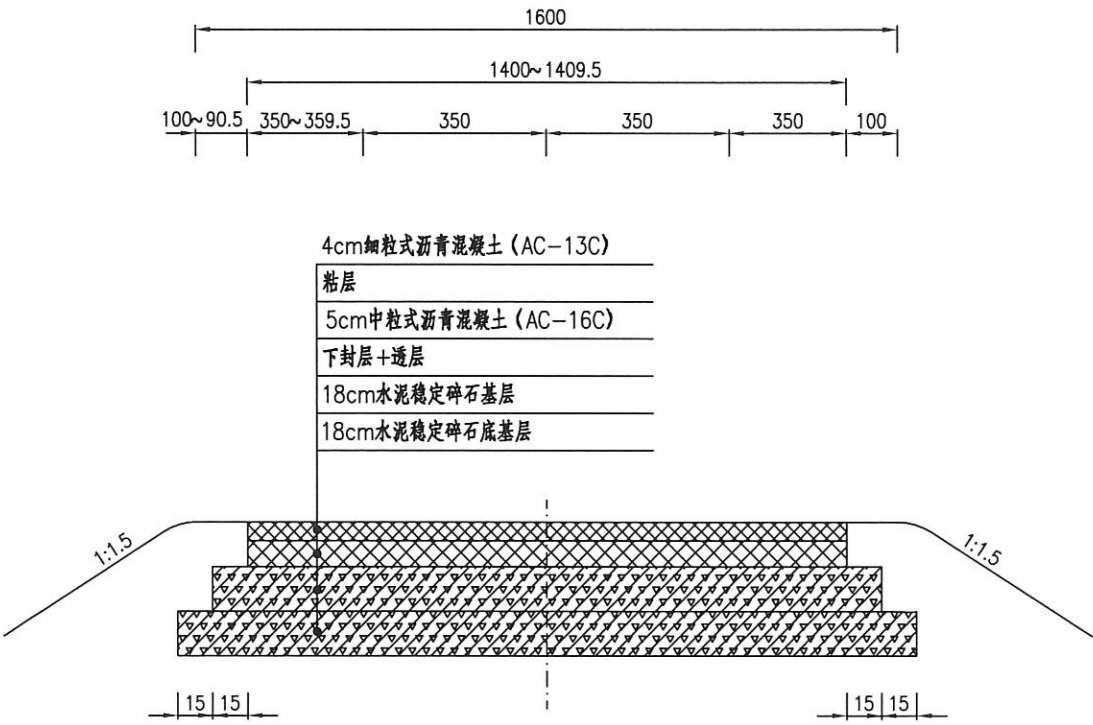 1600
1400~1409.5
100~90.5 350~359.5 350 350 350 100
4cm细粒式沥青混凝土(AC-13C)
粘层
5cm中粒式沥青混凝土(AC-16C)
下封层+透层
18cm水泥稳定碎石基层
18cm水泥稳定碎石底基层
1:1.5 1:1.5
15 15 15 15